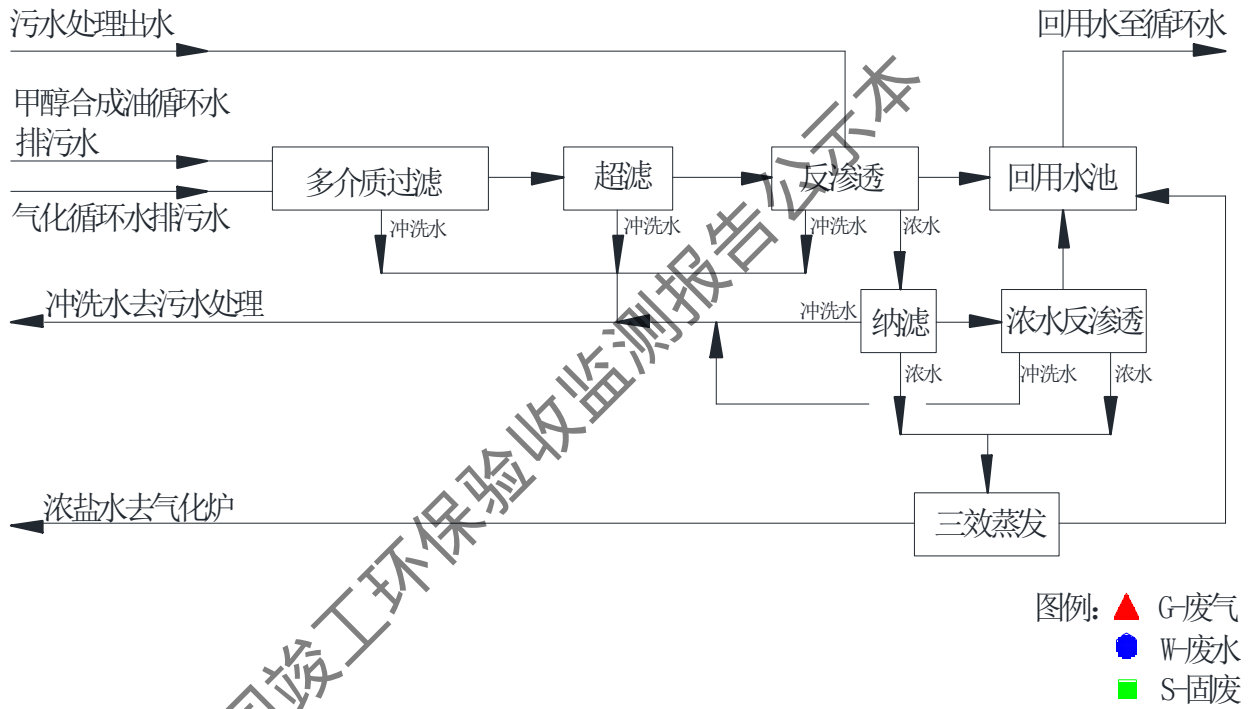 污水处理出水
回用水至循环水
甲醇合成油循环水
排污水
气化循环水排污水
多介质过滤
超滤
反渗透
回用水池
冲洗水
冲洗水
冲洗水
浓水
冲洗水去污水处理
冲洗水
纳滤
浓水反渗透
浓水
冲洗水
浓水
浓盐水去气化炉
三效蒸发
图例:
G-废气
W-废水
S-固废
竣工环保验收监测报告公示本